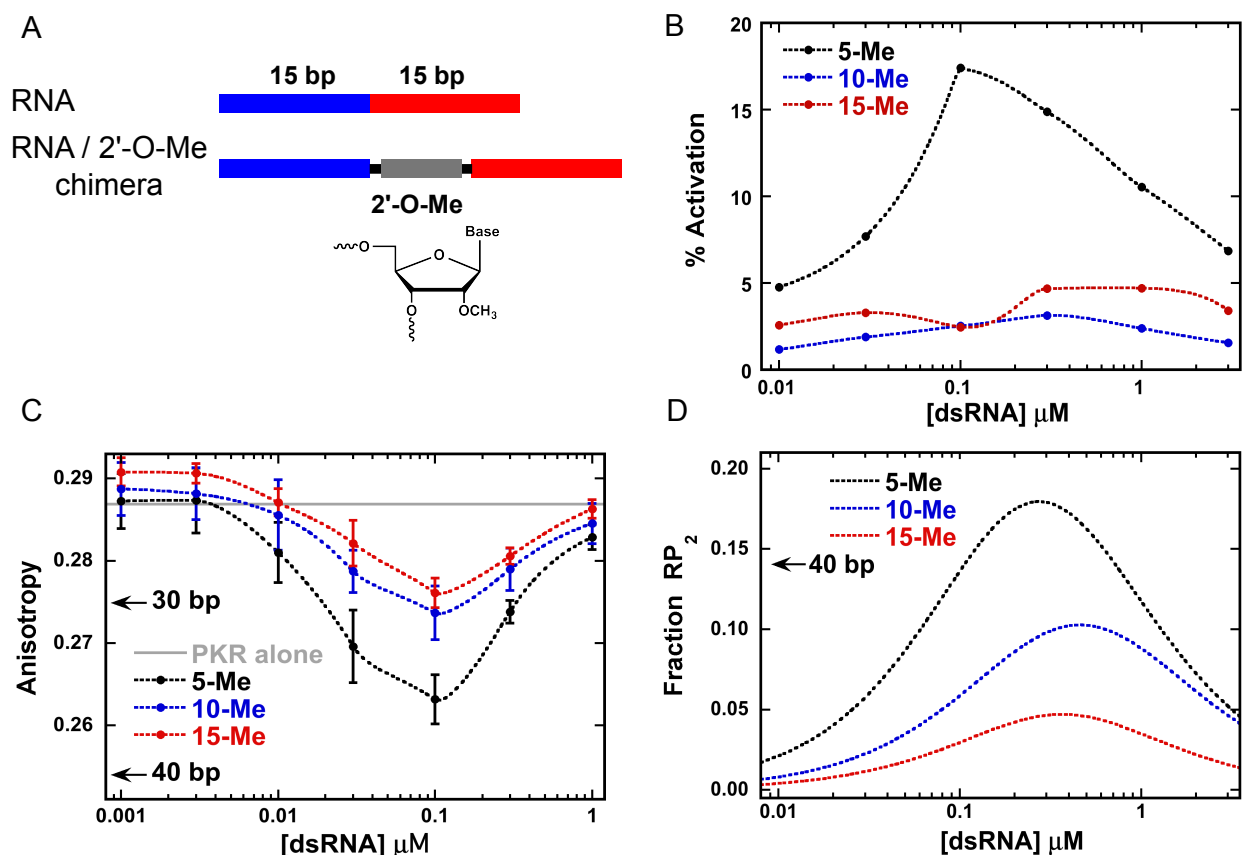 A
15 bp 15 bp
RNA
RNA / 2'-O-Me
chimera
2'-O-Me
Base
O
O
O
OCH3
B
20
15
10
5
0
% Activation
5-Me
10-Me
15-Me
0.01 0.1 1
[dsRNA] μM
C
0.29
0.28
0.27
0.26
Anisotropy
30 bp
PKR alone
5-Me
10-Me
15-Me
40 bp
0.001 0.01 0.1 1
[dsRNA] μM
D
0.20
0.15
0.10
0.05
0.00
Fraction RP2
5-Me
10-Me
15-Me
40 bp
0.01 0.1 1
[dsRNA] μM